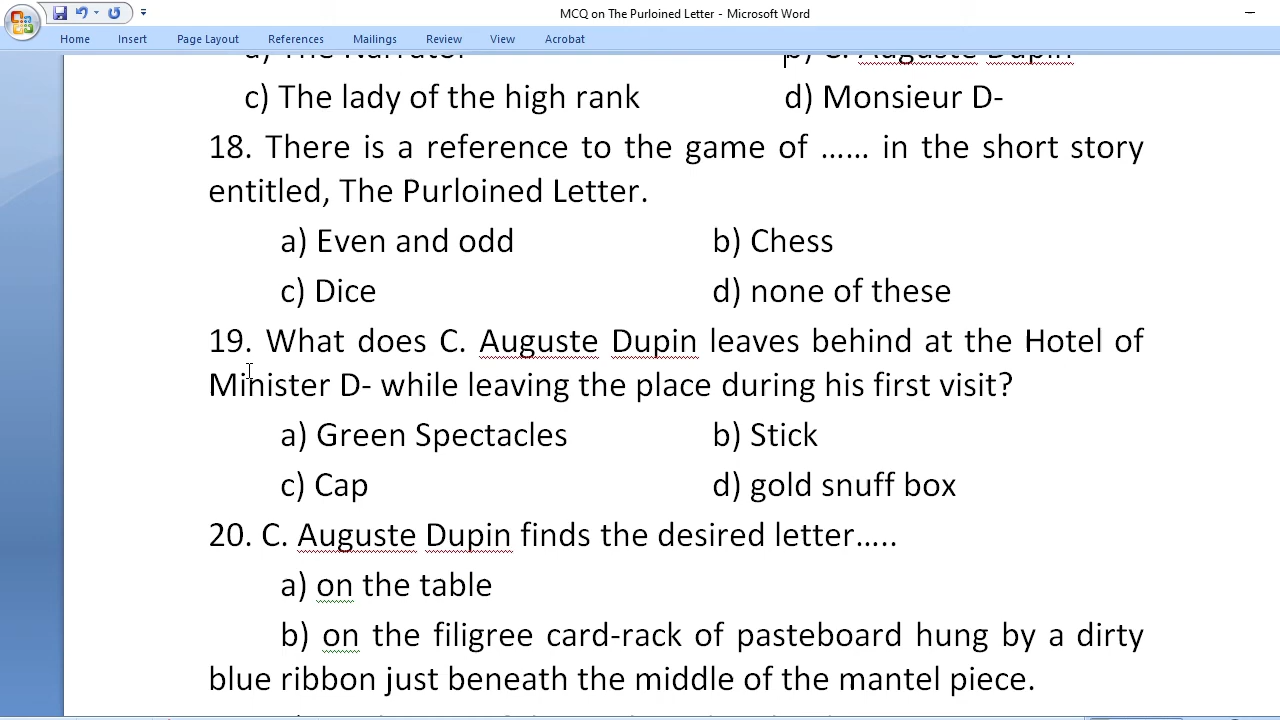 MCQ on The Purloined Letter - Microsoft Word
Home Insert Page Layout References Mailings Review View Acrobat
a) The Narrator b) C. Auguste Dupin
c) The lady of the high rank d) Monsieur D-
18. There is a reference to the game of …… in the short story
entitled, The Purloined Letter.
a) Even and odd b) Chess
c) Dice d) none of these
19. What does C. Auguste Dupin leaves behind at the Hotel of
Minister D- while leaving the place during his first visit?
a) Green Spectacles b) Stick
c) Cap d) gold snuff box
20. C. Auguste Dupin finds the desired letter…..
a) on the table
b) on the filigree card-rack of pasteboard hung by a dirty
blue ribbon just beneath the middle of the mantel piece.